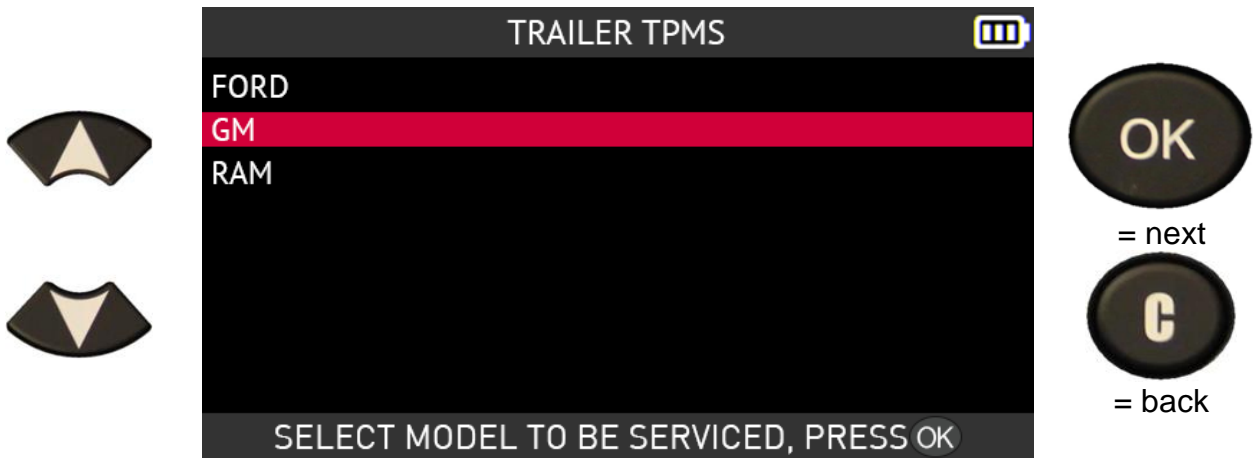 TRAILER TPMS
FORD
GM
RAM
SELECT MODEL TO BE SERVICED, PRESS OK
OK
= next
C
= back